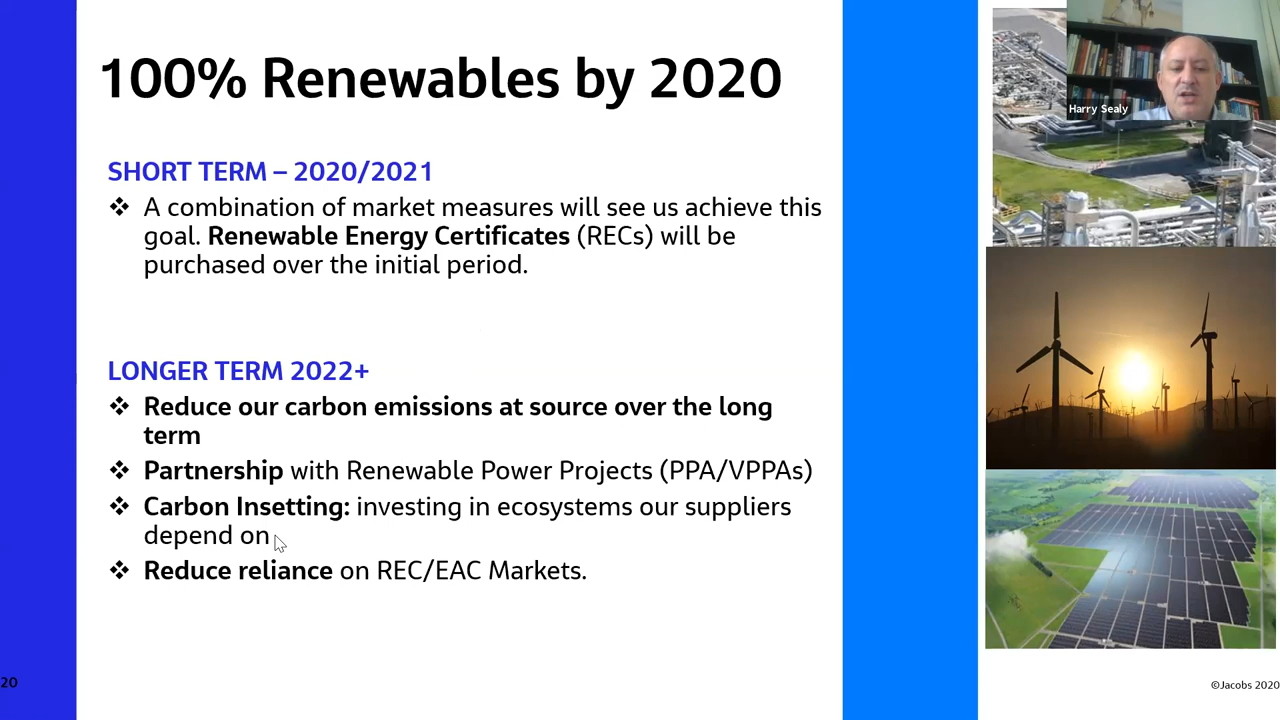 100% Renewables by 2020
Harry Sealy
SHORT TERM – 2020/2021
❖ A combination of market measures will see us achieve this
goal. Renewable Energy Certificates (RECs) will be
purchased over the initial period.
LONGER TERM 2022+
❖ Reduce our carbon emissions at source over the long
term
❖ Partnership with Renewable Power Projects (PPA/VPPAs)
❖ Carbon Insetting: investing in ecosystems our suppliers
depend on
❖ Reduce reliance on REC/EAC Markets.
20
©Jacobs 2020